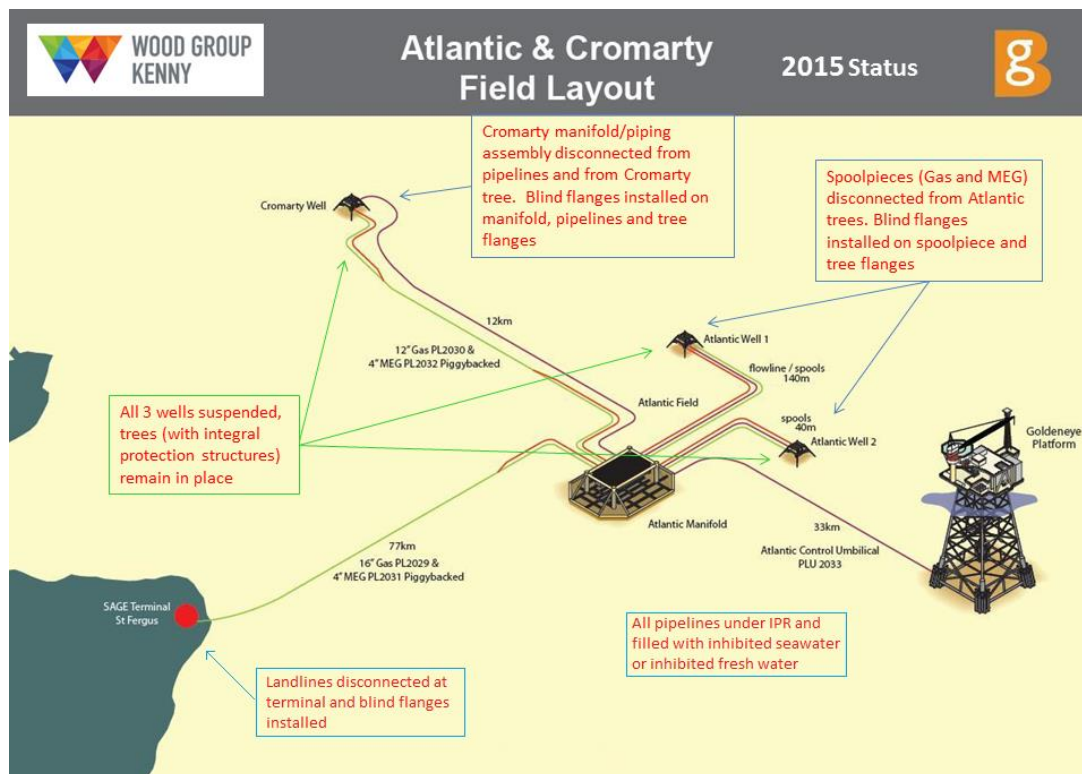 WOOD GROUP
KENNY
Atlantic & Cromarty
Field Layout
2015 Status
BG
Cromarty manifold/piping
assembly disconnected from
pipelines and from Cromarty
tree.  Blind flanges installed on
manifold, pipelines and tree
flanges
Spoolpieces (Gas and MEG)
disconnected from Atlantic
trees. Blind flanges
installed on spoolpiece and
tree flanges
Cromarty Well
12km
12" Gas PL2030 &
4" MEG PL2032 Piggybacked
Atlantic Well 1
flowline / spools
140m
Atlantic Field
spools
40m
Atlantic Well 2
Goldeneye
Platform
All 3 wells suspended,
trees (with integral
protection structures)
remain in place
Atlantic Manifold
33km
Atlantic Control Umbilical
PLU 2033
77km
16" Gas PL2029 &
4" MEG PL2031 Piggybacked
SAGE Terminal
St Fergus
All pipelines under IPR and
filled with inhibited seawater
or inhibited fresh water
Landlines disconnected at
terminal and blind flanges
installed